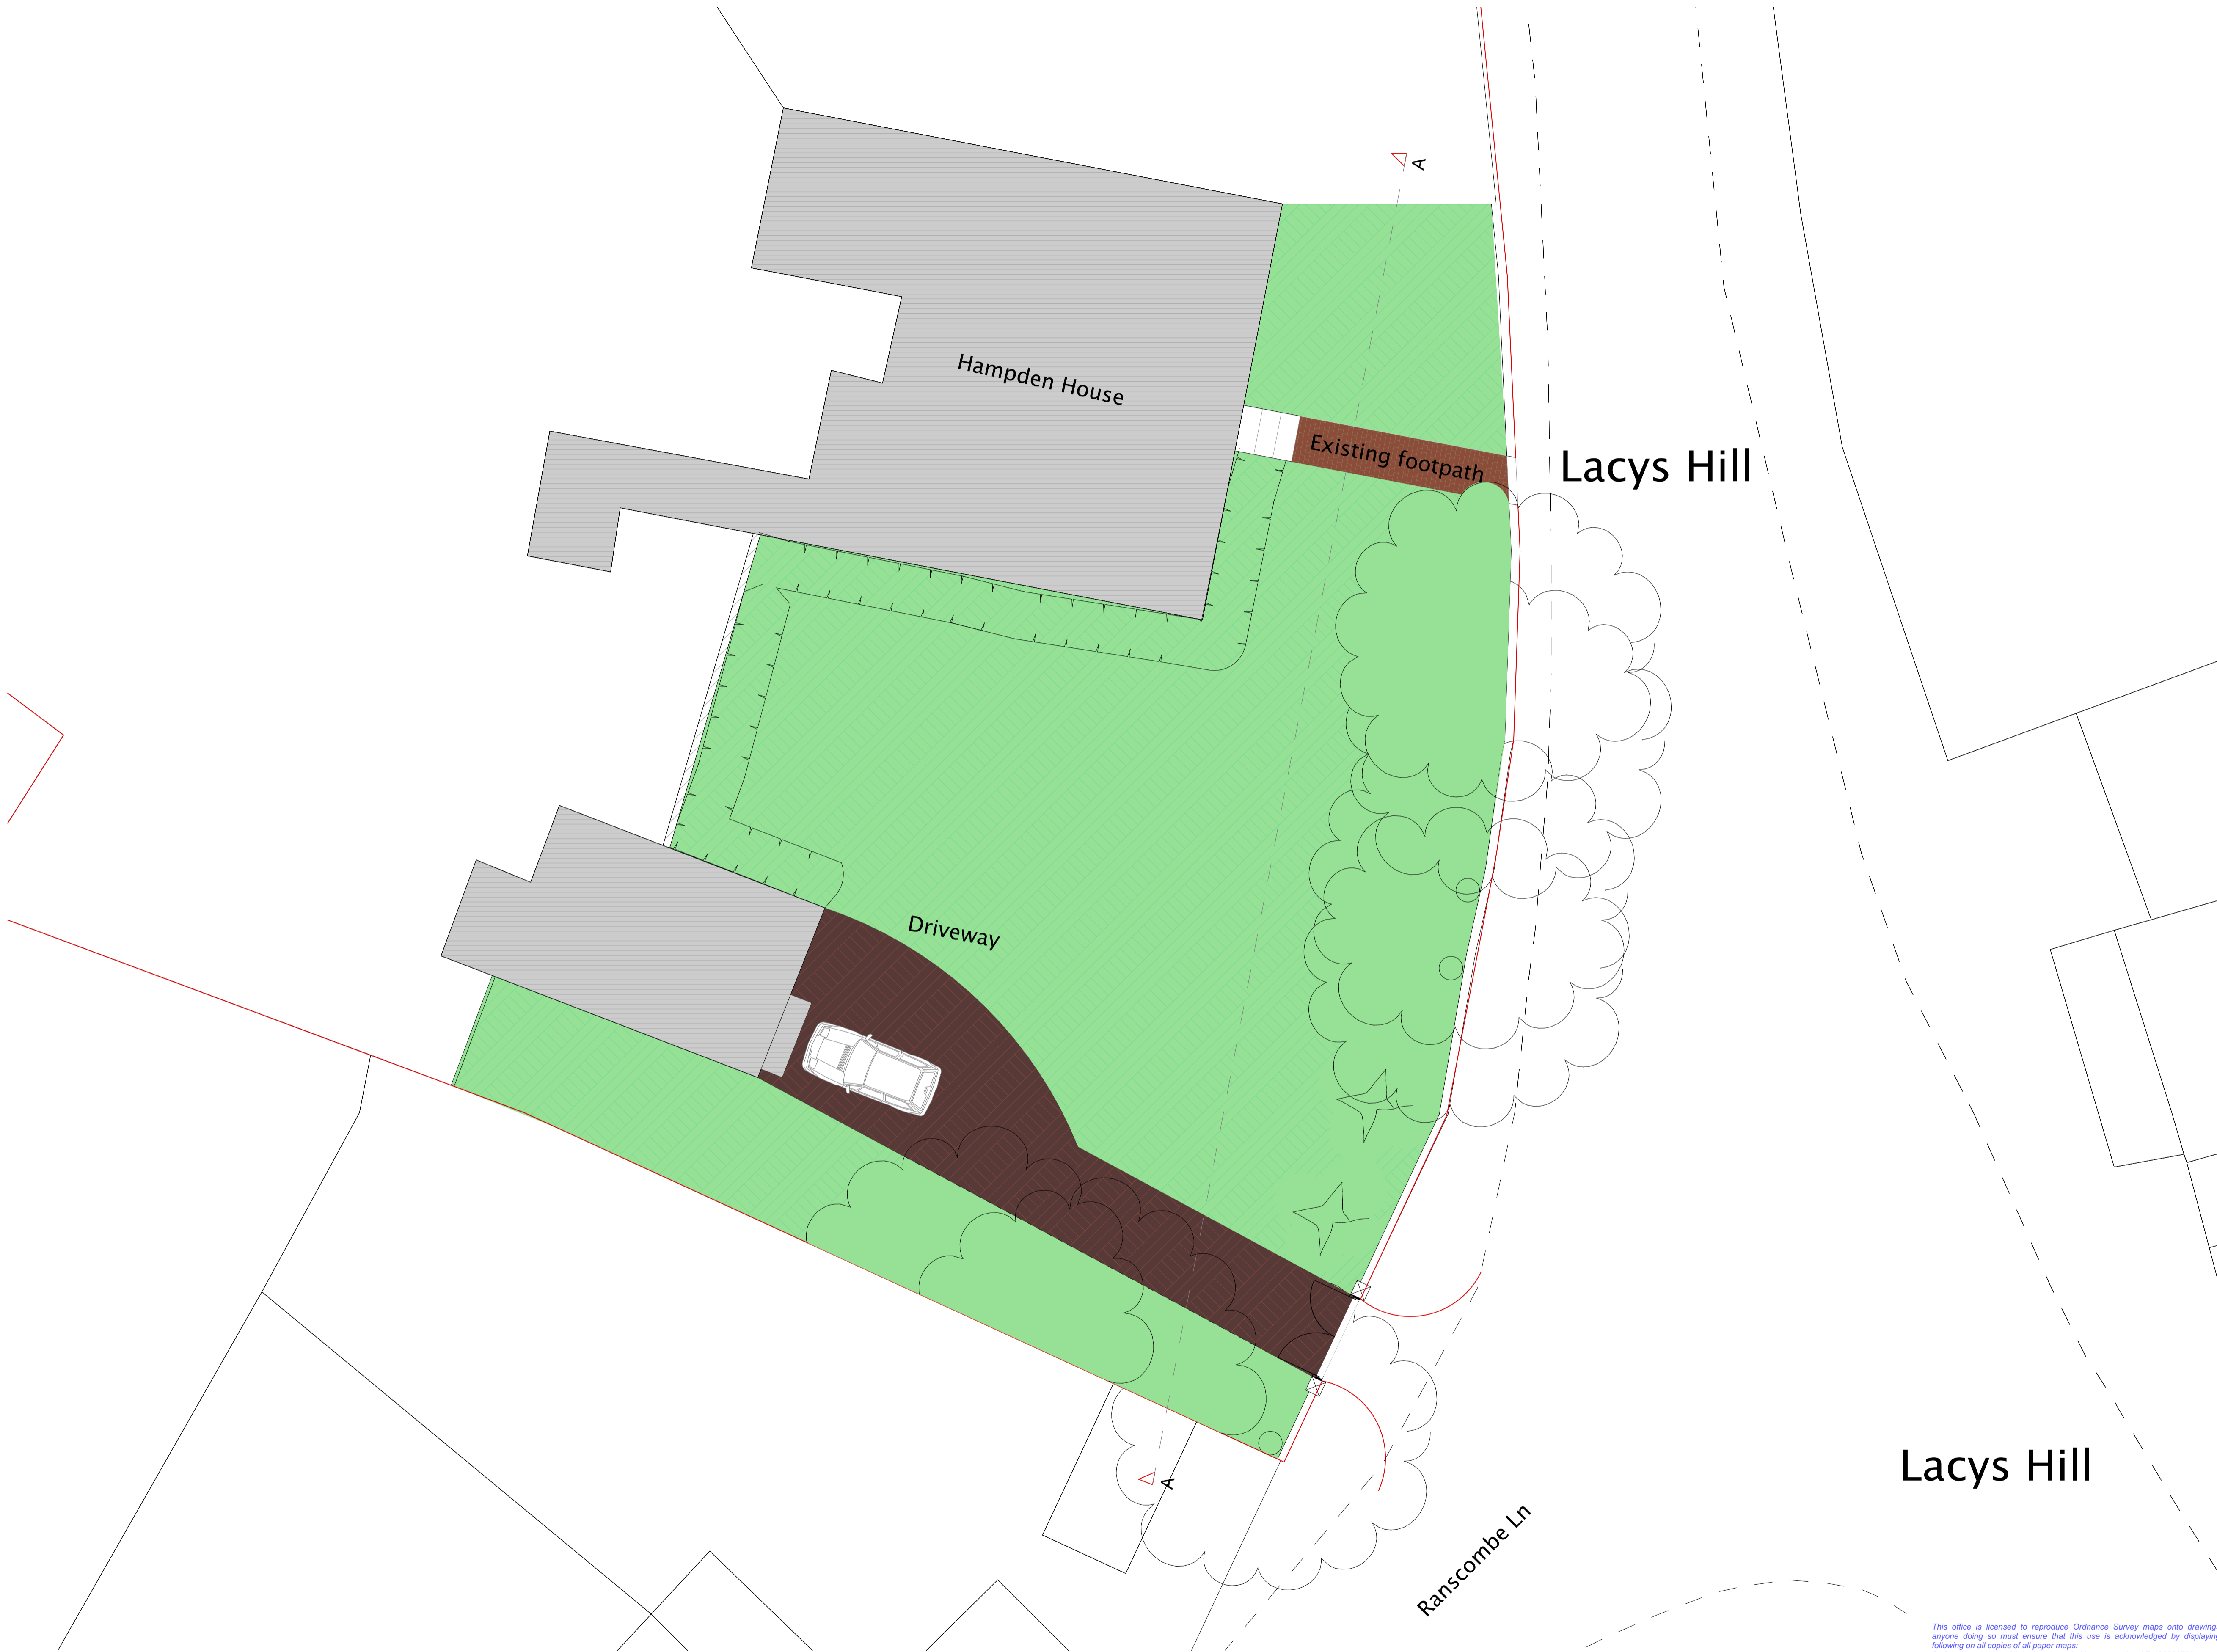 A
Hampden House
Existing footpath
Lacys Hill
Driveway
Lacys Hill
A
Ranscombe Ln
This office is licensed to reproduce Ordnance Survey maps onto drawing
anyone doing so must ensure that this use is acknowledged by displaying
following on all copies of all paper maps: